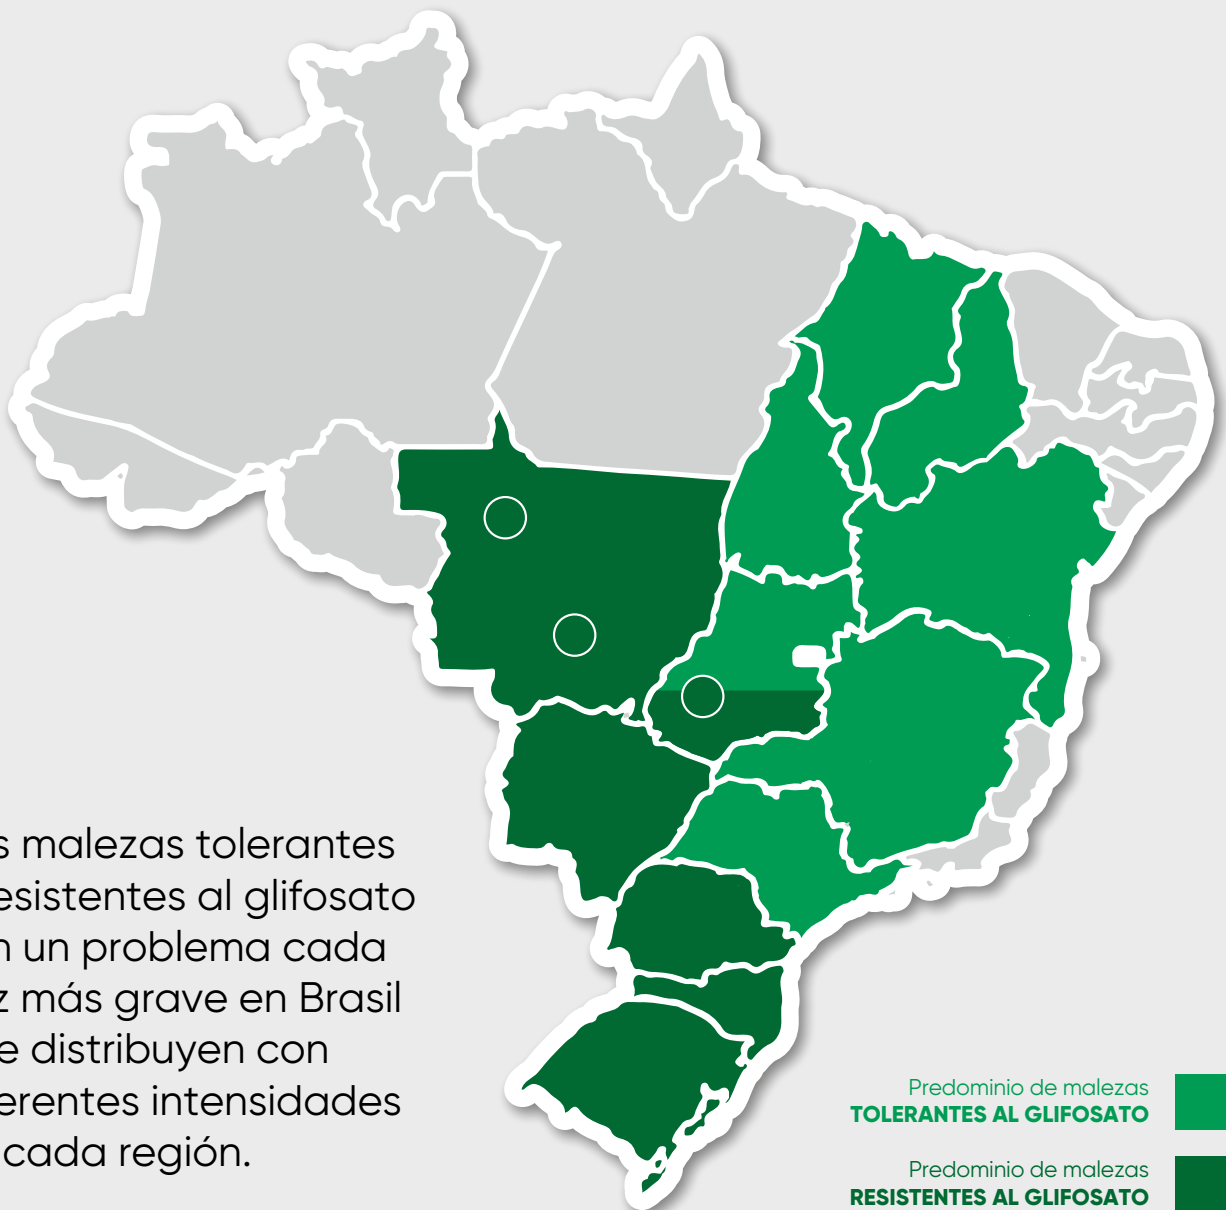 s malezas tolerantes
esistentes al glifosato
n un problema cada
z más grave en Brasil
e distribuyen con
erentes intensidades
cada región.
Predominio de malezas
TOLERANTES AL GLIFOSATO
Predominio de malezas
RESISTENTES AL GLIFOSATO